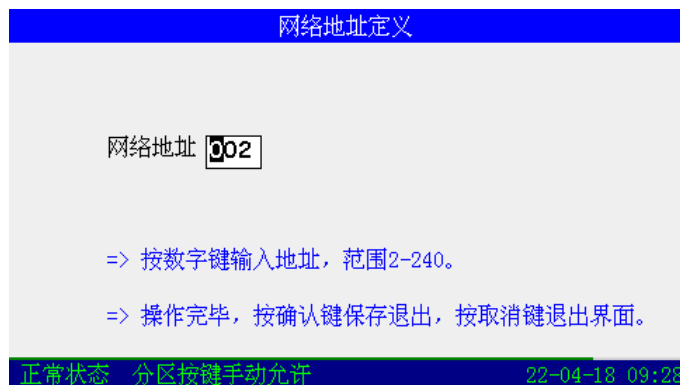 网络地址定义
网络地址 002
=> 按数字键输入地址，范围2-240。
=> 操作完毕，按确认键保存退出，按取消键退出界面。
正常状态 分区按键手动允许 22-04-18 09:28